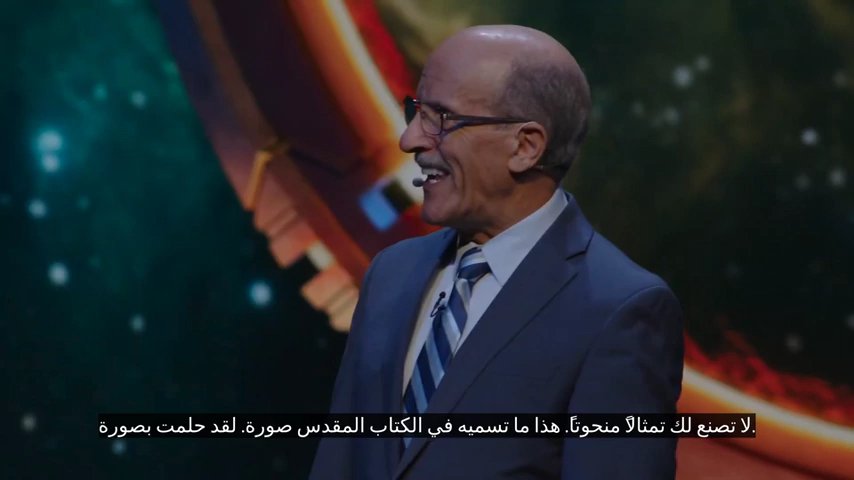 لا تصنع لك تمثالاً منحوتاً. هذا ما تسميه في الكتاب المقدس صورة. لقد حلمت بصورة.